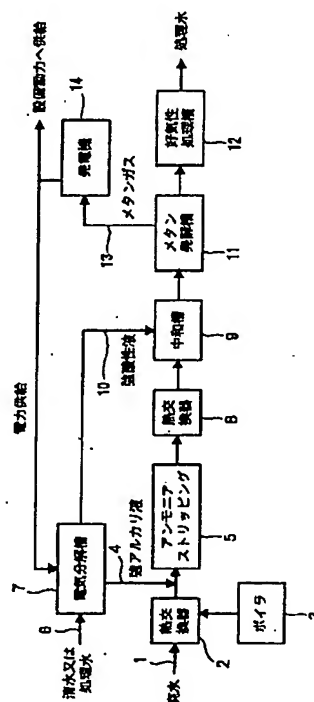 設備動力へ供給
14
発電機
処理水
好気性
処理槽
12
メタンガス
13
メタン
発酵槽
11
電力供給
10
強酸性液
中和槽
9
熱交
換器
8
7
電気分解槽
4
強アルカリ液
アンモニア
ストリッピング
5
6
清水又は
処理水
1
廃水
熱交
換器
2
ボイラ
3